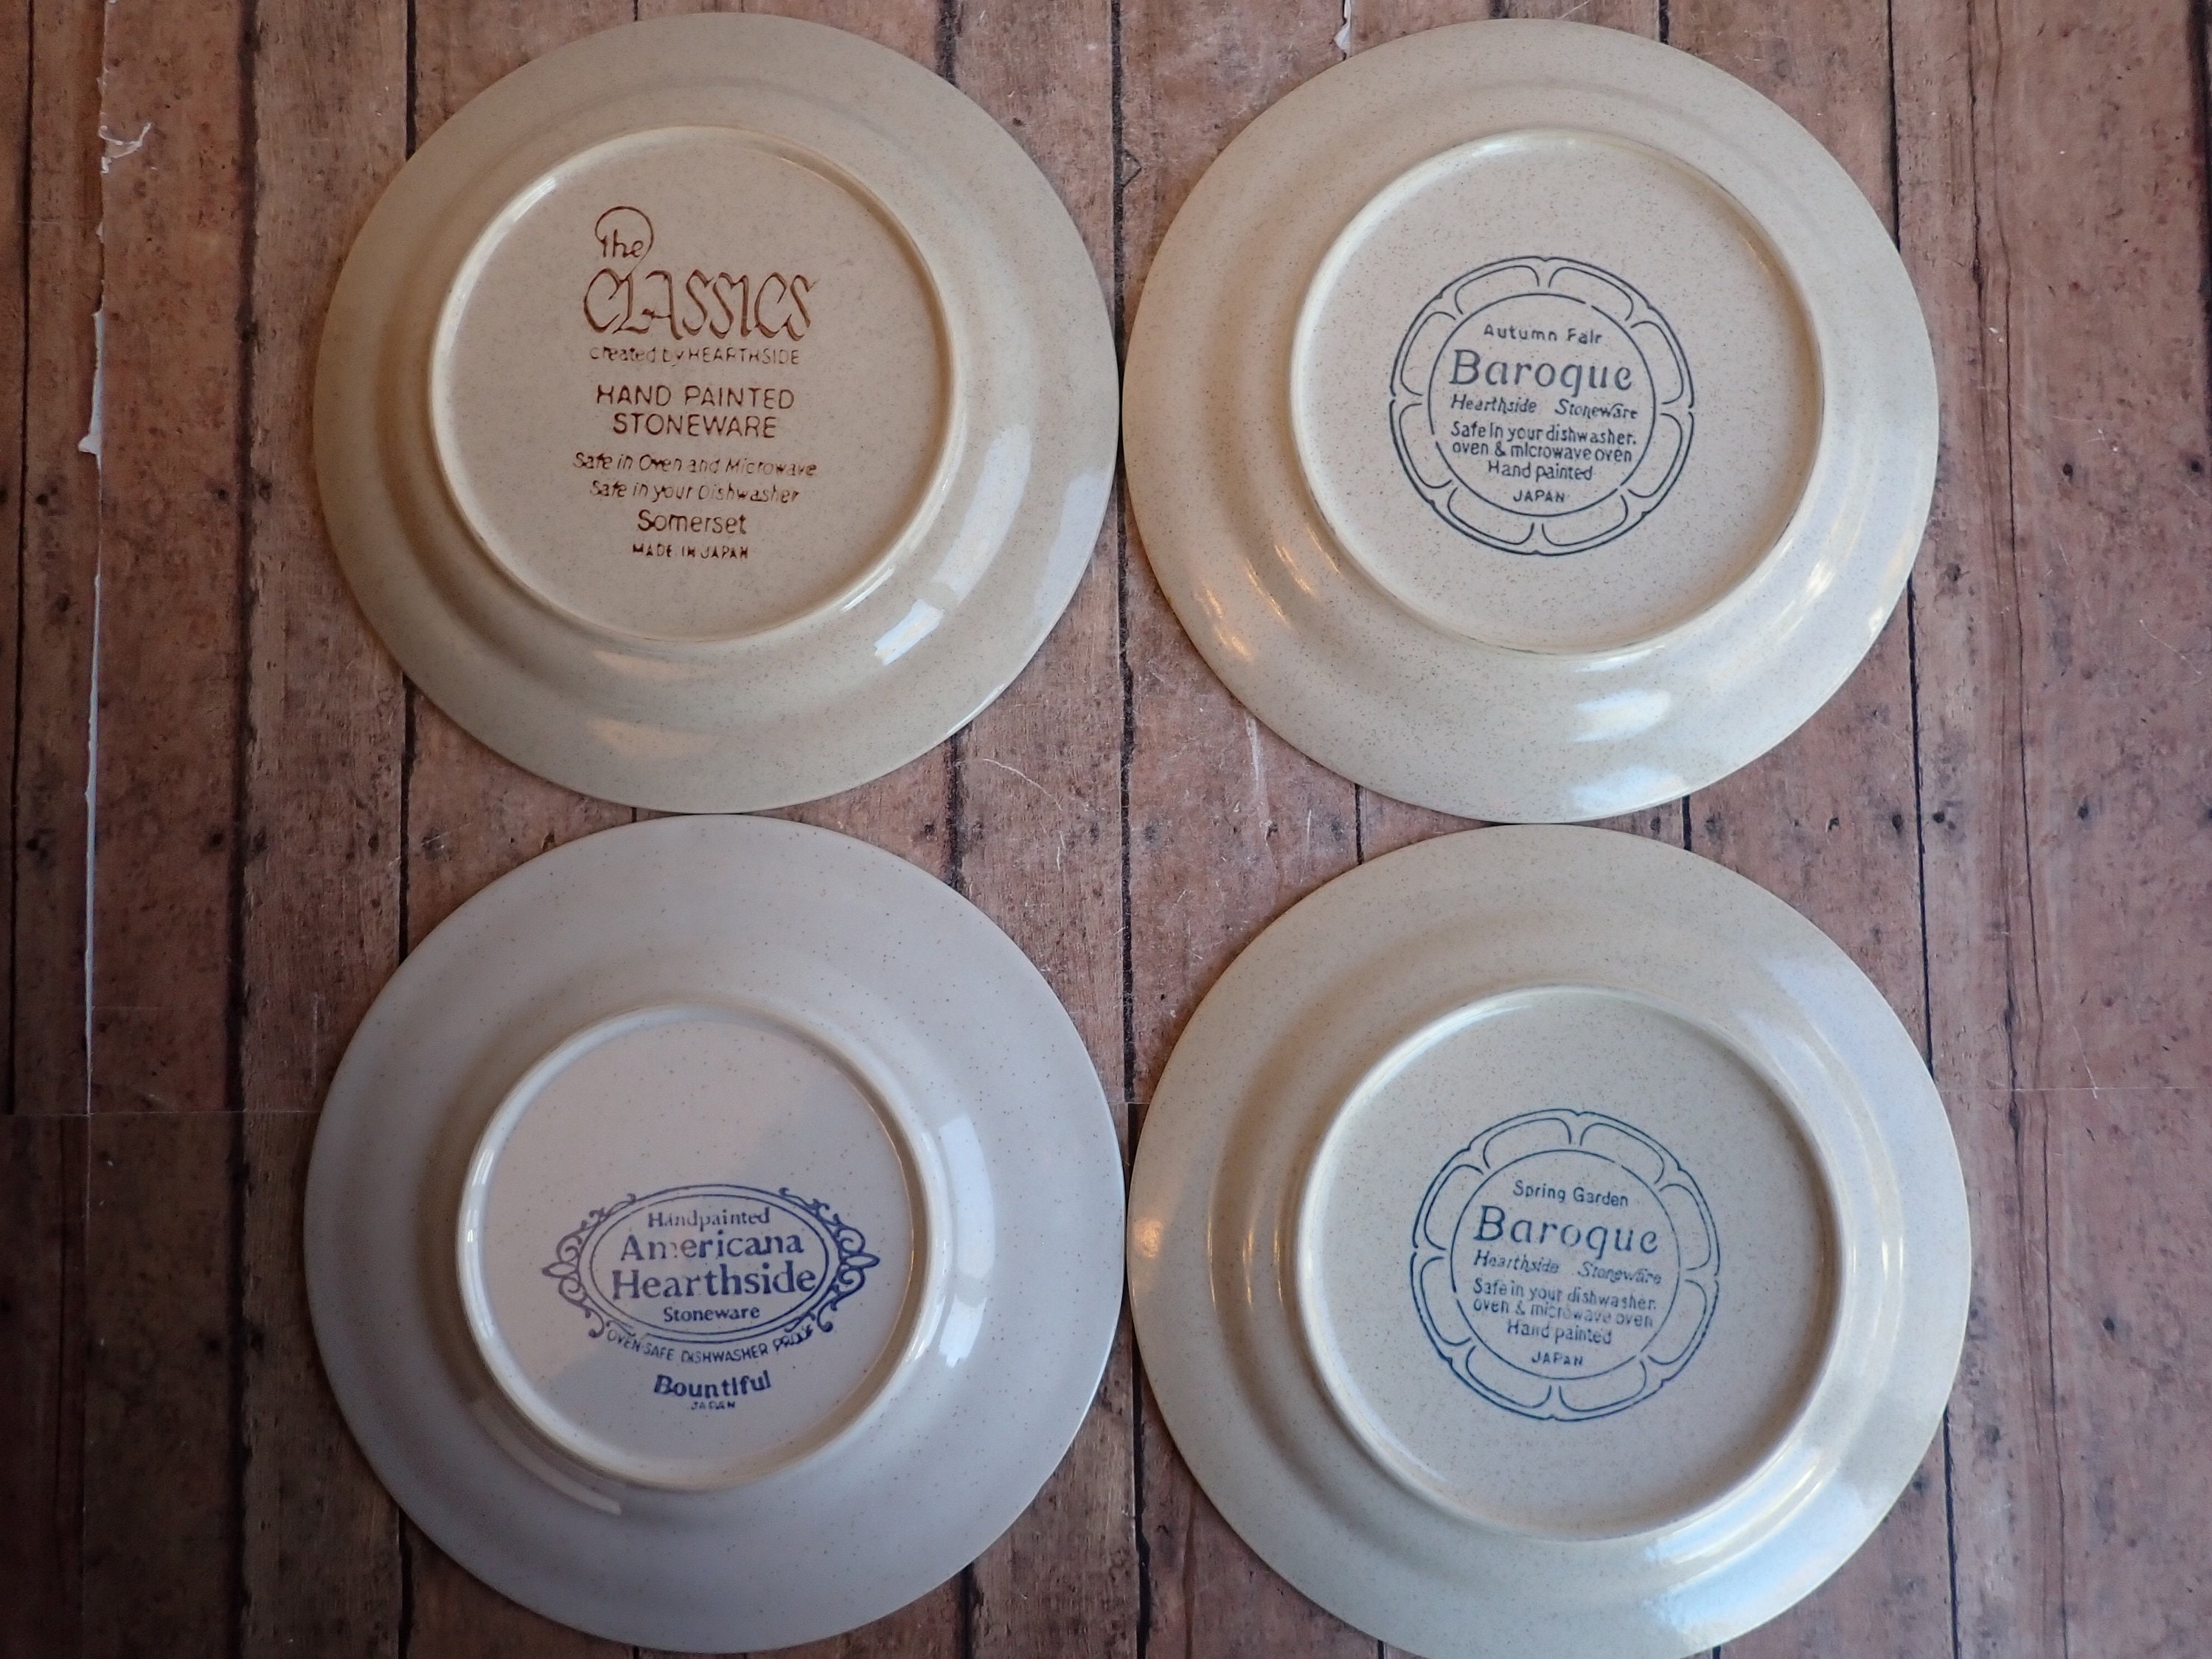 The
CLASSICS
Created by HEARTHSIDE
HAND PAINTED
STONEWARE
Safe in Oven and Microwave
Safe in your Dishwasher
Somerset
MADE IN JAPAN
Autumn Fair
Baroque
Hearthside Stoneware
Safe in your dishwasher.
oven & microwave oven
Hand painted
JAPAN
Handpainted
Americana
Hearthside
Stoneware
OVEN-SAFE DISHWASHER PROOF
Bountiful
JAPAN
Spring Garden
Baroque
Hearthside Stoneware
Safe in your dishwasher.
oven & microwave oven
Hand painted
JAPAN